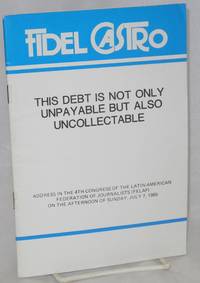 FIDEL CASTRO
THIS DEBT IS NOT ONLY
UNPAYABLE BUT ALSO
UNCOLLECTABLE
ADDRESS IN THE 4TH CONGRESS OF THE LATIN AMERICAN
FEDERATION OF JOURNALISTS (FELAP)
ON THE AFTERNOON OF SUNDAY, JULY 7, 1985